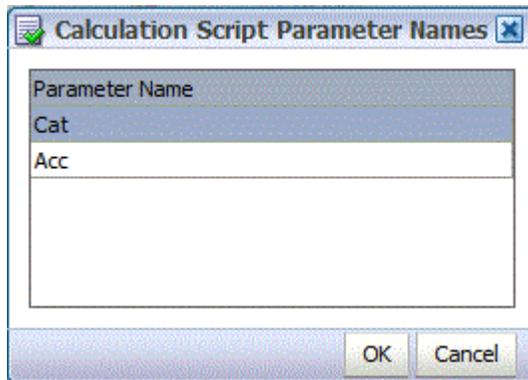 Calculation Script Parameter Names
Parameter Name
Cat
Acc
OK Cancel